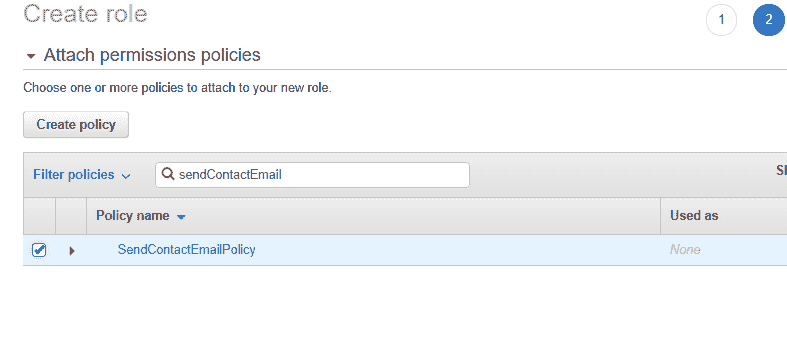 Create role
1
2
Attach permissions policies
Choose one or more policies to attach to your new role.
Create policy
Filter policies
sendContactEmail
Policy name
Used as
SendContactEmailPolicy
None